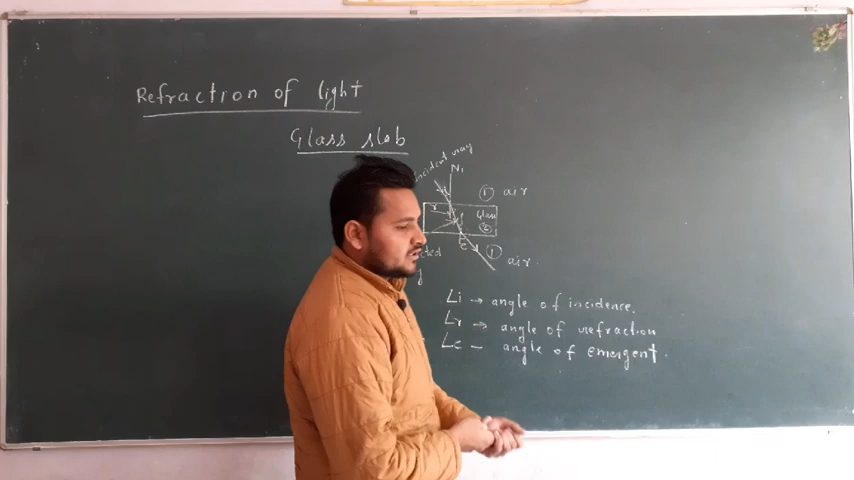 Refraction of light
Glass slab
incident ray
N₁
① air
r
Glass
②
e
①
air
∠i → angle of incidence.
∠r → angle of refraction
∠e – angle of emergent.